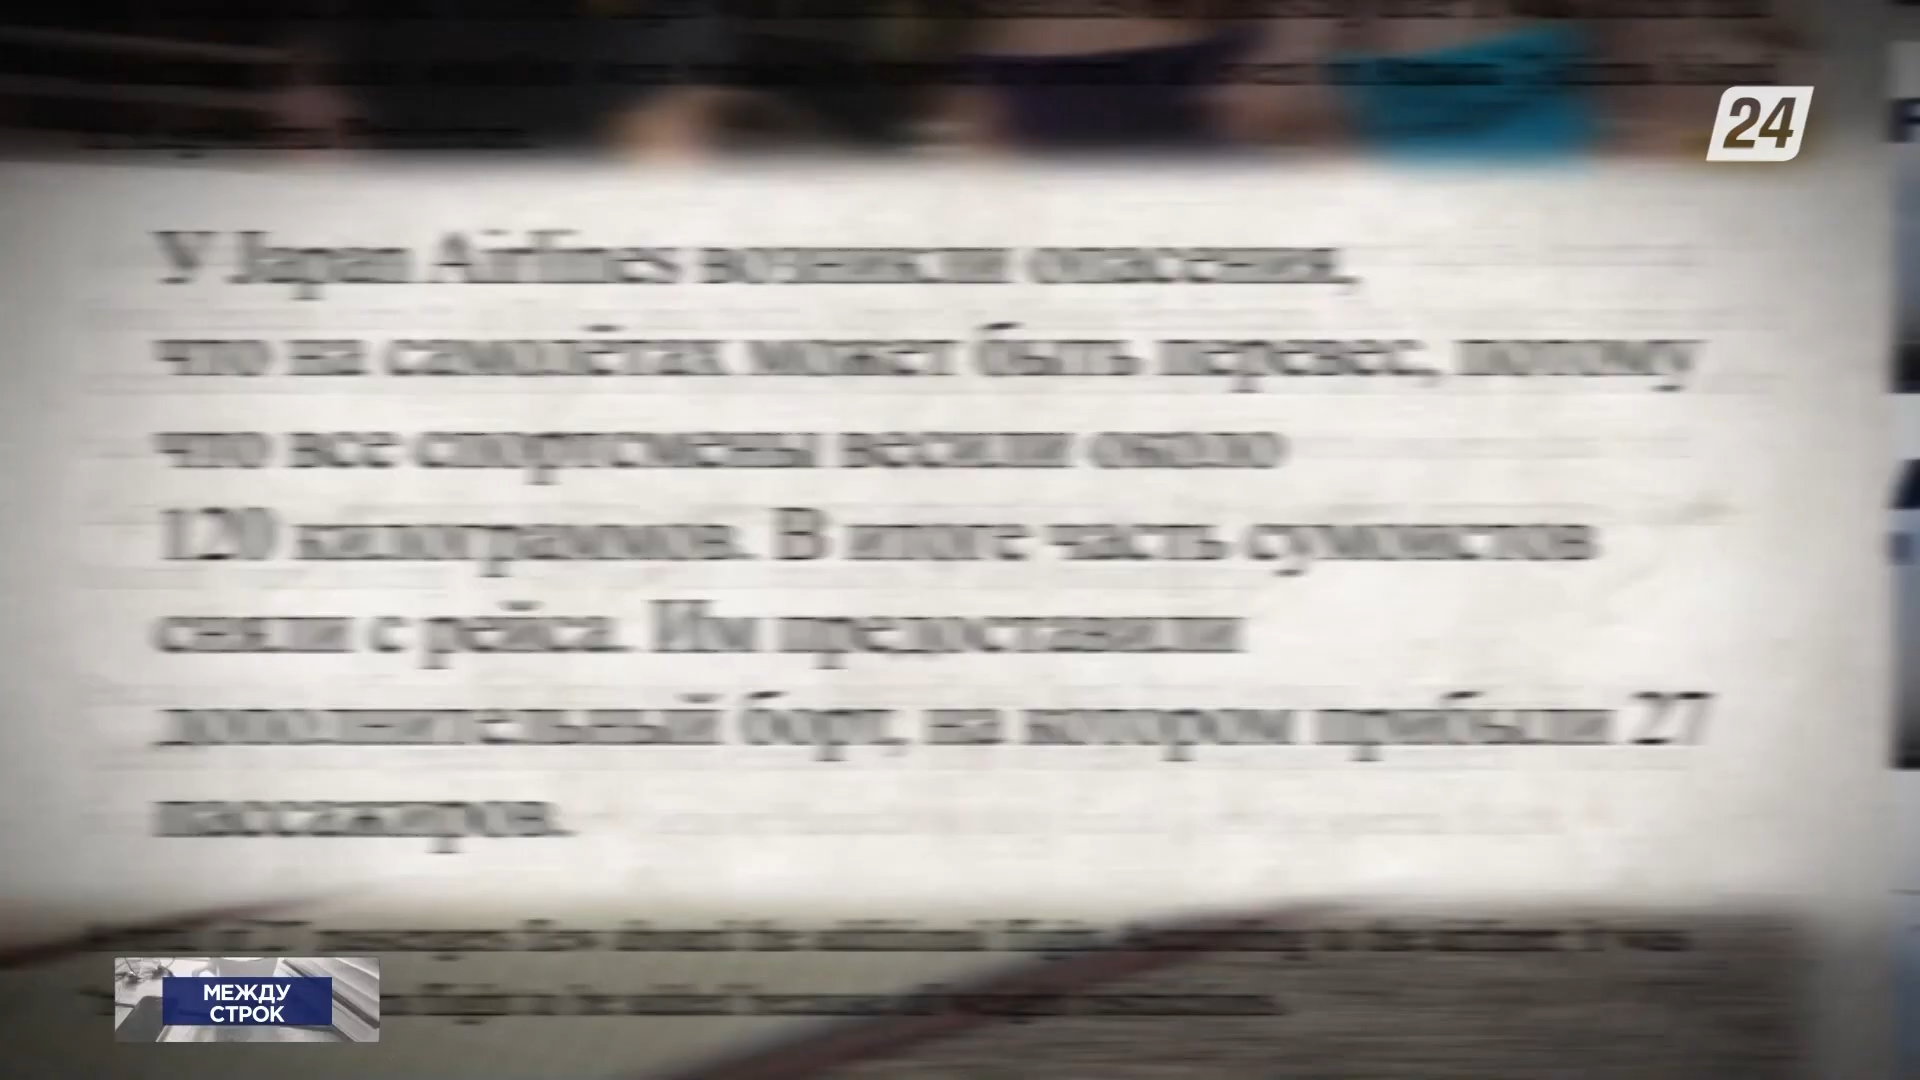 24
У Japan Airlines возникли опасения,
что на самолётах может быть перевес, потому
что все спортсмены весили около
120 килограммов. В итоге часть сумоистов
сняли с рейса. Им предоставили
дополнительный борт, на котором прибыли 27
пассажиров.
МЕЖДУ
СТРОК